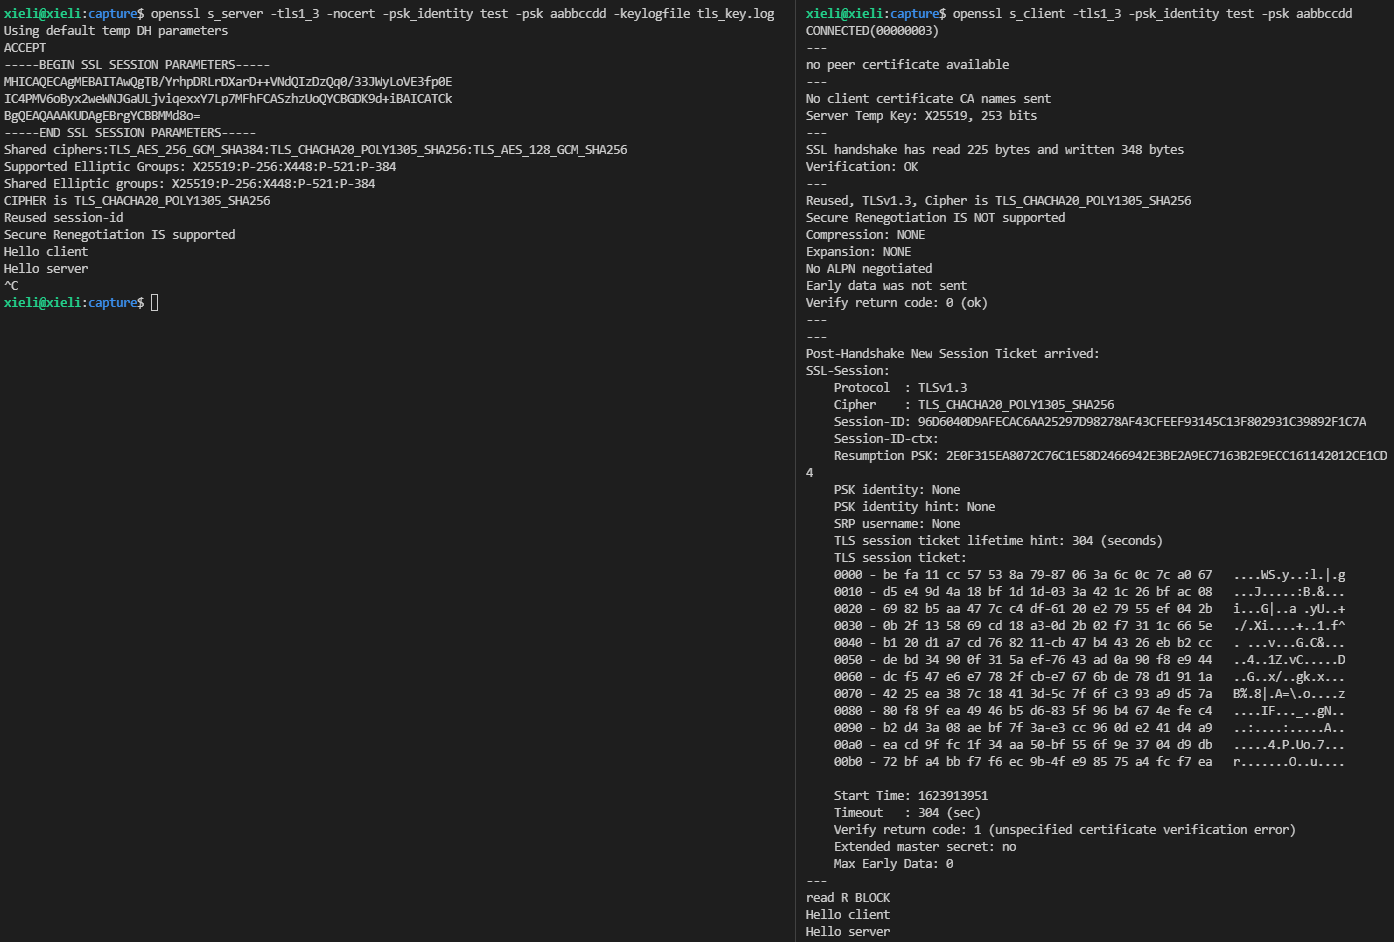 xieli@xieli:capture$ openssl s_server -tls1_3 -nocert -psk_identity test -psk aabbccdd -keylogfile tls_key.log
Using default temp DH parameters
ACCEPT
-----BEGIN SSL SESSION PARAMETERS-----
MHICAQECAgMEBAITAwQgTB/YrhpDRLrDXarD++VNdQIzDzQq0/33JWyLoVE3fp0E
IC4PMV6oByx2weWNJGaULjviqexxY7Lp7MFhFCASzhzUoQYCBGDK9d+iBAICATCk
BgQEAQAAAKUDAgEBrgYCBBMMd8o=
-----END SSL SESSION PARAMETERS-----
Shared ciphers:TLS_AES_256_GCM_SHA384:TLS_CHACHA20_POLY1305_SHA256:TLS_AES_128_GCM_SHA256
Supported Elliptic Groups: X25519:P-256:X448:P-521:P-384
Shared Elliptic groups: X25519:P-256:X448:P-521:P-384
CIPHER is TLS_CHACHA20_POLY1305_SHA256
Reused session-id
Secure Renegotiation IS supported
Hello client
Hello server
^C
xieli@xieli:capture$
xieli@xieli:capture$ openssl s_client -tls1_3 -psk_identity test -psk aabbccdd
CONNECTED(00000003)
---
no peer certificate available
---
No client certificate CA names sent
Server Temp Key: X25519, 253 bits
---
SSL handshake has read 225 bytes and written 348 bytes
Verification: OK
---
Reused, TLSv1.3, Cipher is TLS_CHACHA20_POLY1305_SHA256
Secure Renegotiation IS NOT supported
Compression: NONE
Expansion: NONE
No ALPN negotiated
Early data was not sent
Verify return code: 0 (ok)
---
---
Post-Handshake New Session Ticket arrived:
SSL-Session:
    Protocol  : TLSv1.3
    Cipher    : TLS_CHACHA20_POLY1305_SHA256
    Session-ID: 96D6040D9AFECAC6AA25297D98278AF43CFEEF93145C13F802931C39892F1C7A
    Session-ID-ctx:
    Resumption PSK: 2E0F315EA8072C76C1E58D2466942E3BE2A9EC7163B2E9ECC161142012CE1CD
4
    PSK identity: None
    PSK identity hint: None
    SRP username: None
    TLS session ticket lifetime hint: 304 (seconds)
    TLS session ticket:
    0000 - be fa 11 cc 57 53 8a 79-87 06 3a 6c 0c 7c a0 67   ....WS.y..:l.|.g
    0010 - d5 e4 9d 4a 18 bf 1d 1d-03 3a 42 1c 26 bf ac 08   ...J.....:B.&...
    0020 - 69 82 b5 aa 47 7c c4 df-61 20 e2 79 55 ef 04 2b   i...G|..a .yU..+
    0030 - 0b 2f 13 58 69 cd 18 a3-0d 2b 02 f7 31 1c 66 5e   ./.Xi....+..1.f^
    0040 - b1 20 d1 a7 cd 76 82 11-cb 47 b4 43 26 eb b2 cc   . ...v...G.C&...
    0050 - de bd 34 90 0f 31 5a ef-76 43 ad 0a 90 f8 e9 44   ..4..1Z.vC.....D
    0060 - dc f5 47 e6 e7 78 2f cb-e7 67 6b de 78 d1 91 1a   ..G..x/..gk.x...
    0070 - 42 25 ea 38 7c 18 41 3d-5c 7f 6f c3 93 a9 d5 7a   B%.8|.A=\.o....z
    0080 - 80 f8 9f ea 49 46 b5 d6-83 5f 96 b4 67 4e fe c4   ....IF..._..gN..
    0090 - b2 d4 3a 08 ae bf 7f 3a-e3 cc 96 0d e2 41 d4 a9   ..:....:.....A..
    00a0 - ea cd 9f fc 1f 34 aa 50-bf 55 6f 9e 37 04 d9 db   .....4.P.Uo.7...
    00b0 - 72 bf a4 bb f7 f6 ec 9b-4f e9 85 75 a4 fc f7 ea   r.......O..u....
    Start Time: 1623913951
    Timeout   : 304 (sec)
    Verify return code: 1 (unspecified certificate verification error)
    Extended master secret: no
    Max Early Data: 0
---
read R BLOCK
Hello client
Hello server